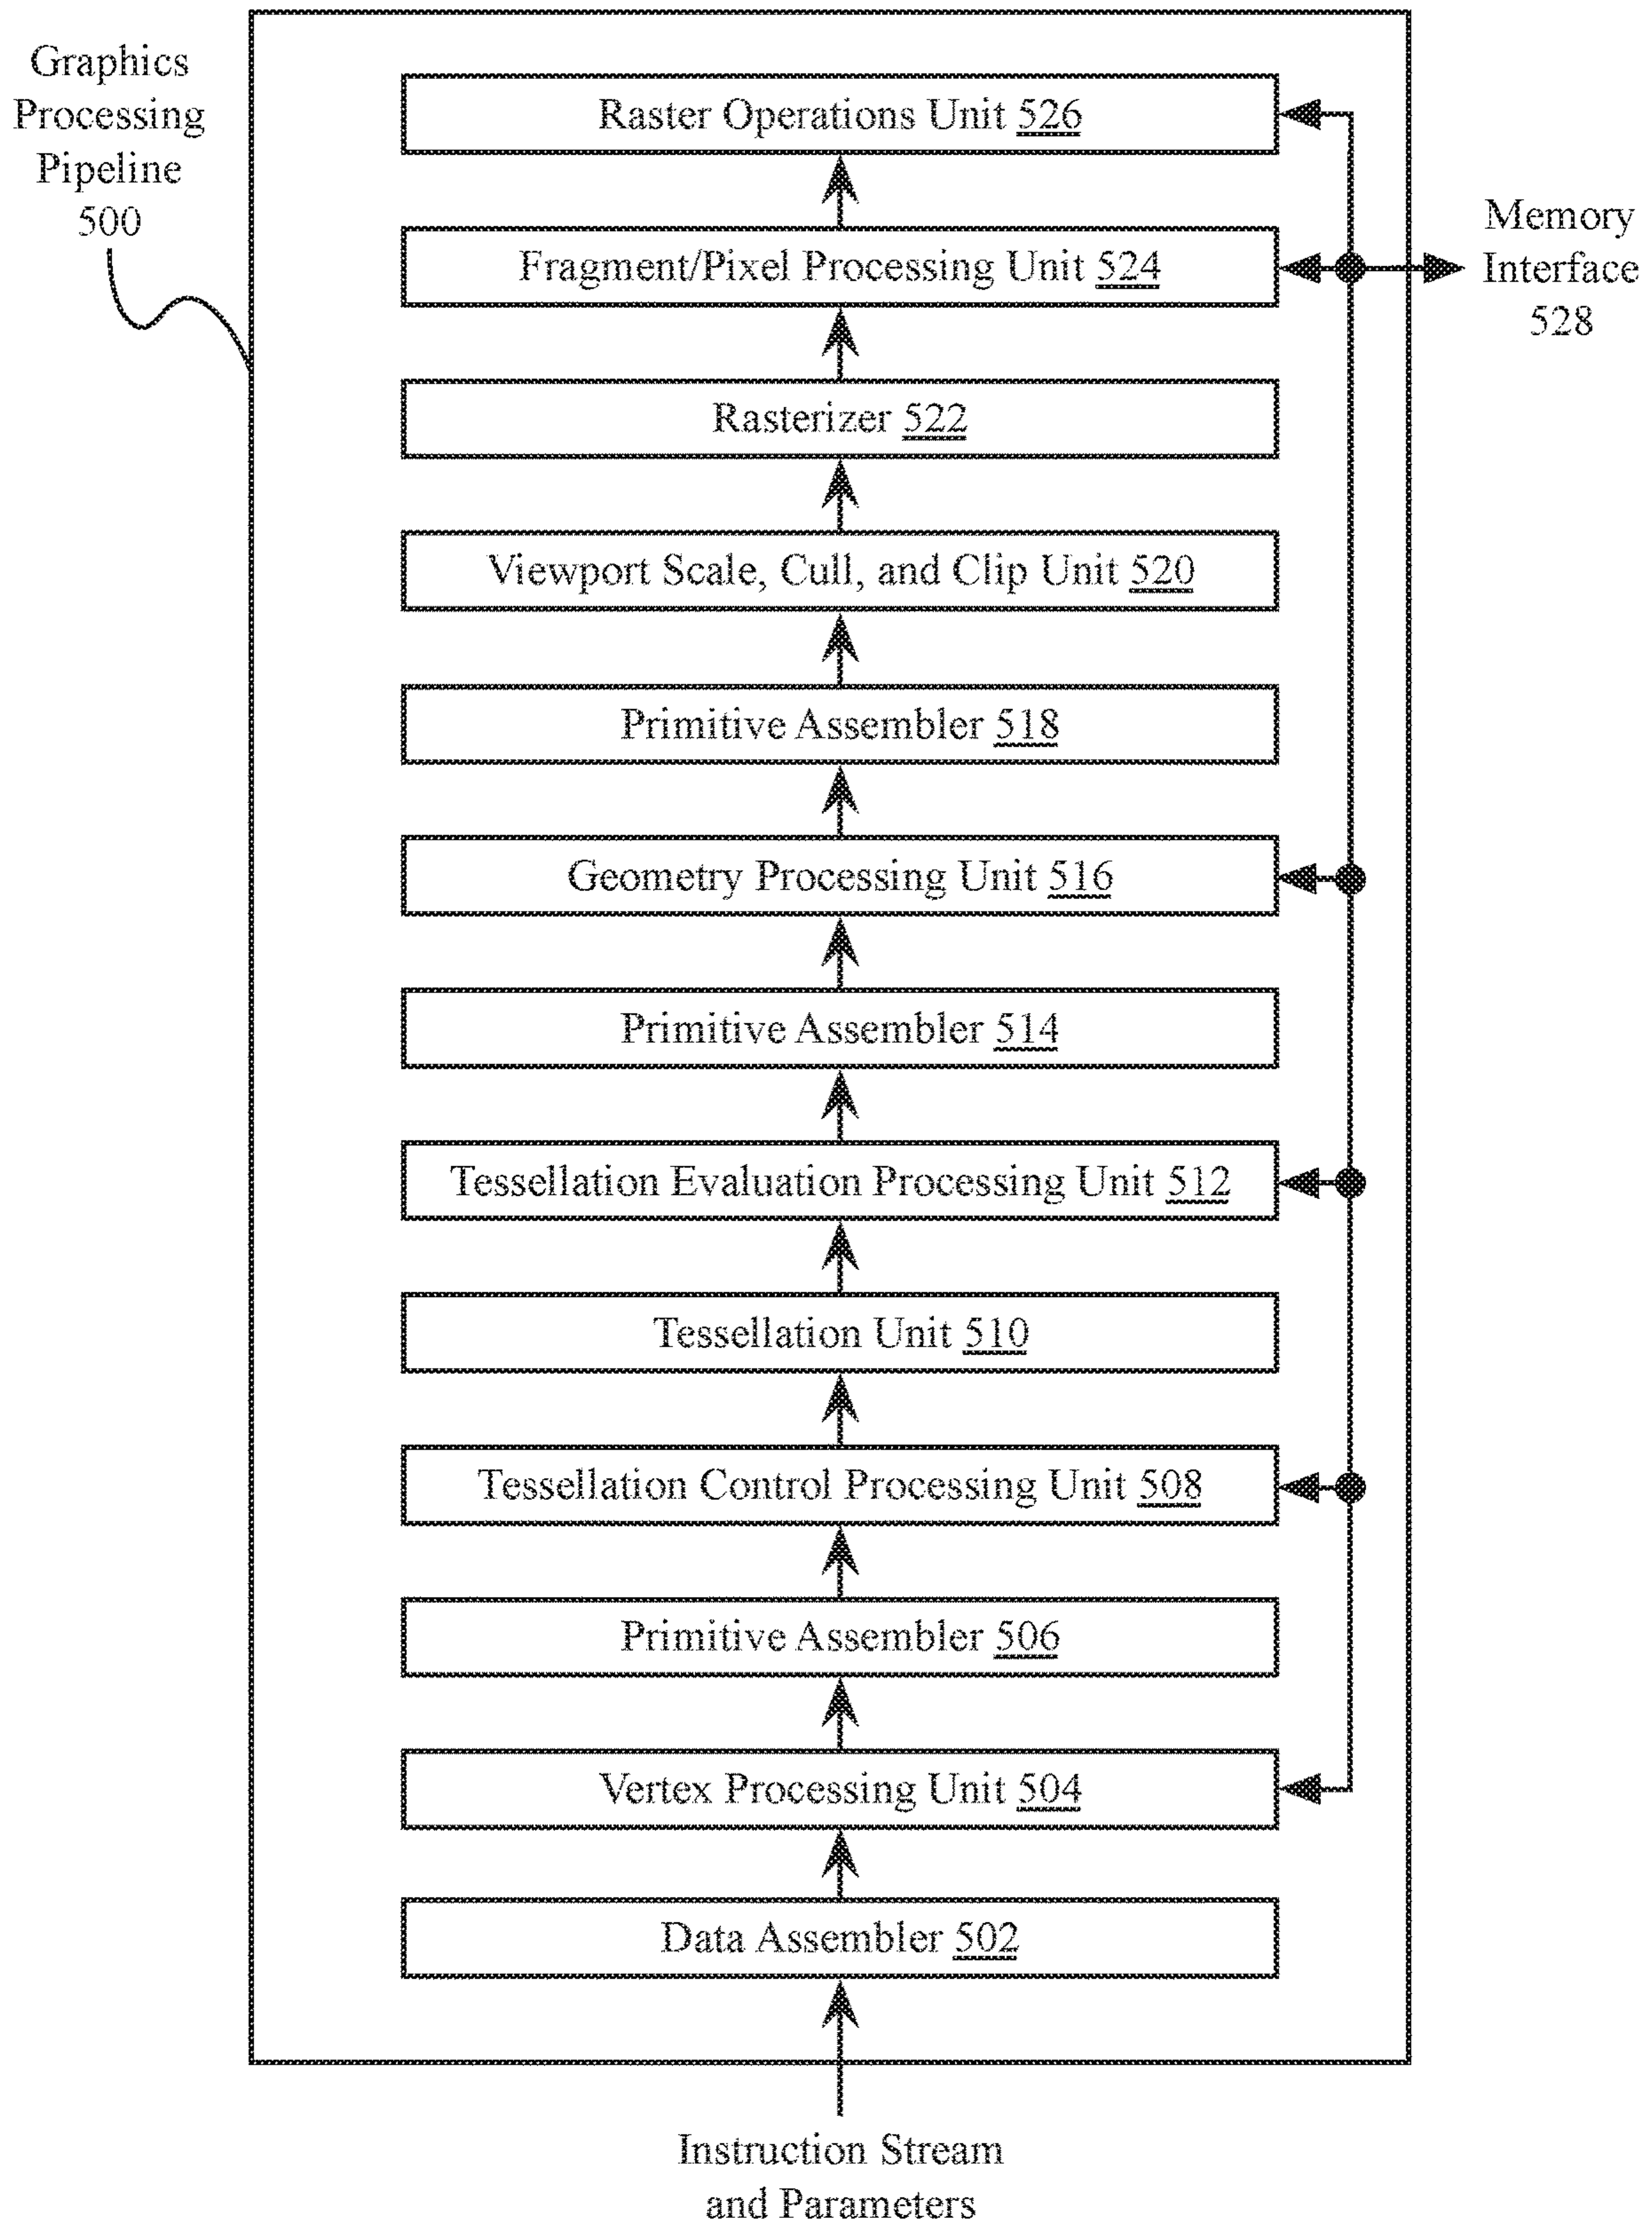 Graphics
Processing
Pipeline
500
Raster Operations Unit 526
Fragment/Pixel Processing Unit 524
Memory
Interface
528
Rasterizer 522
Viewport Scale, Cull, and Clip Unit 520
Primitive Assembler 518
Geometry Processing Unit 516
Primitive Assembler 514
Tessellation Evaluation Processing Unit 512
Tessellation Unit 510
Tessellation Control Processing Unit 508
Primitive Assembler 506
Vertex Processing Unit 504
Data Assembler 502
Instruction Stream
and Parameters